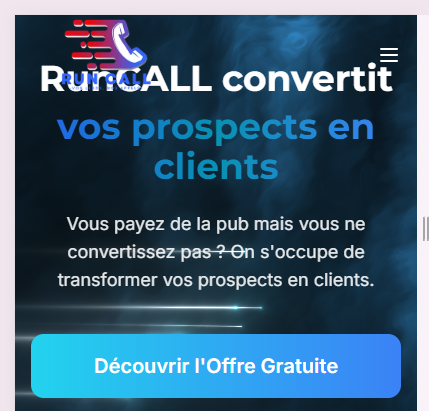 RUN CALL
RunCALL convertit
vos prospects en
clients
Vous payez de la pub mais vous ne
convertissez pas ? On s'occupe de
transformer vos prospects en clients.
Découvrir l'Offre Gratuite